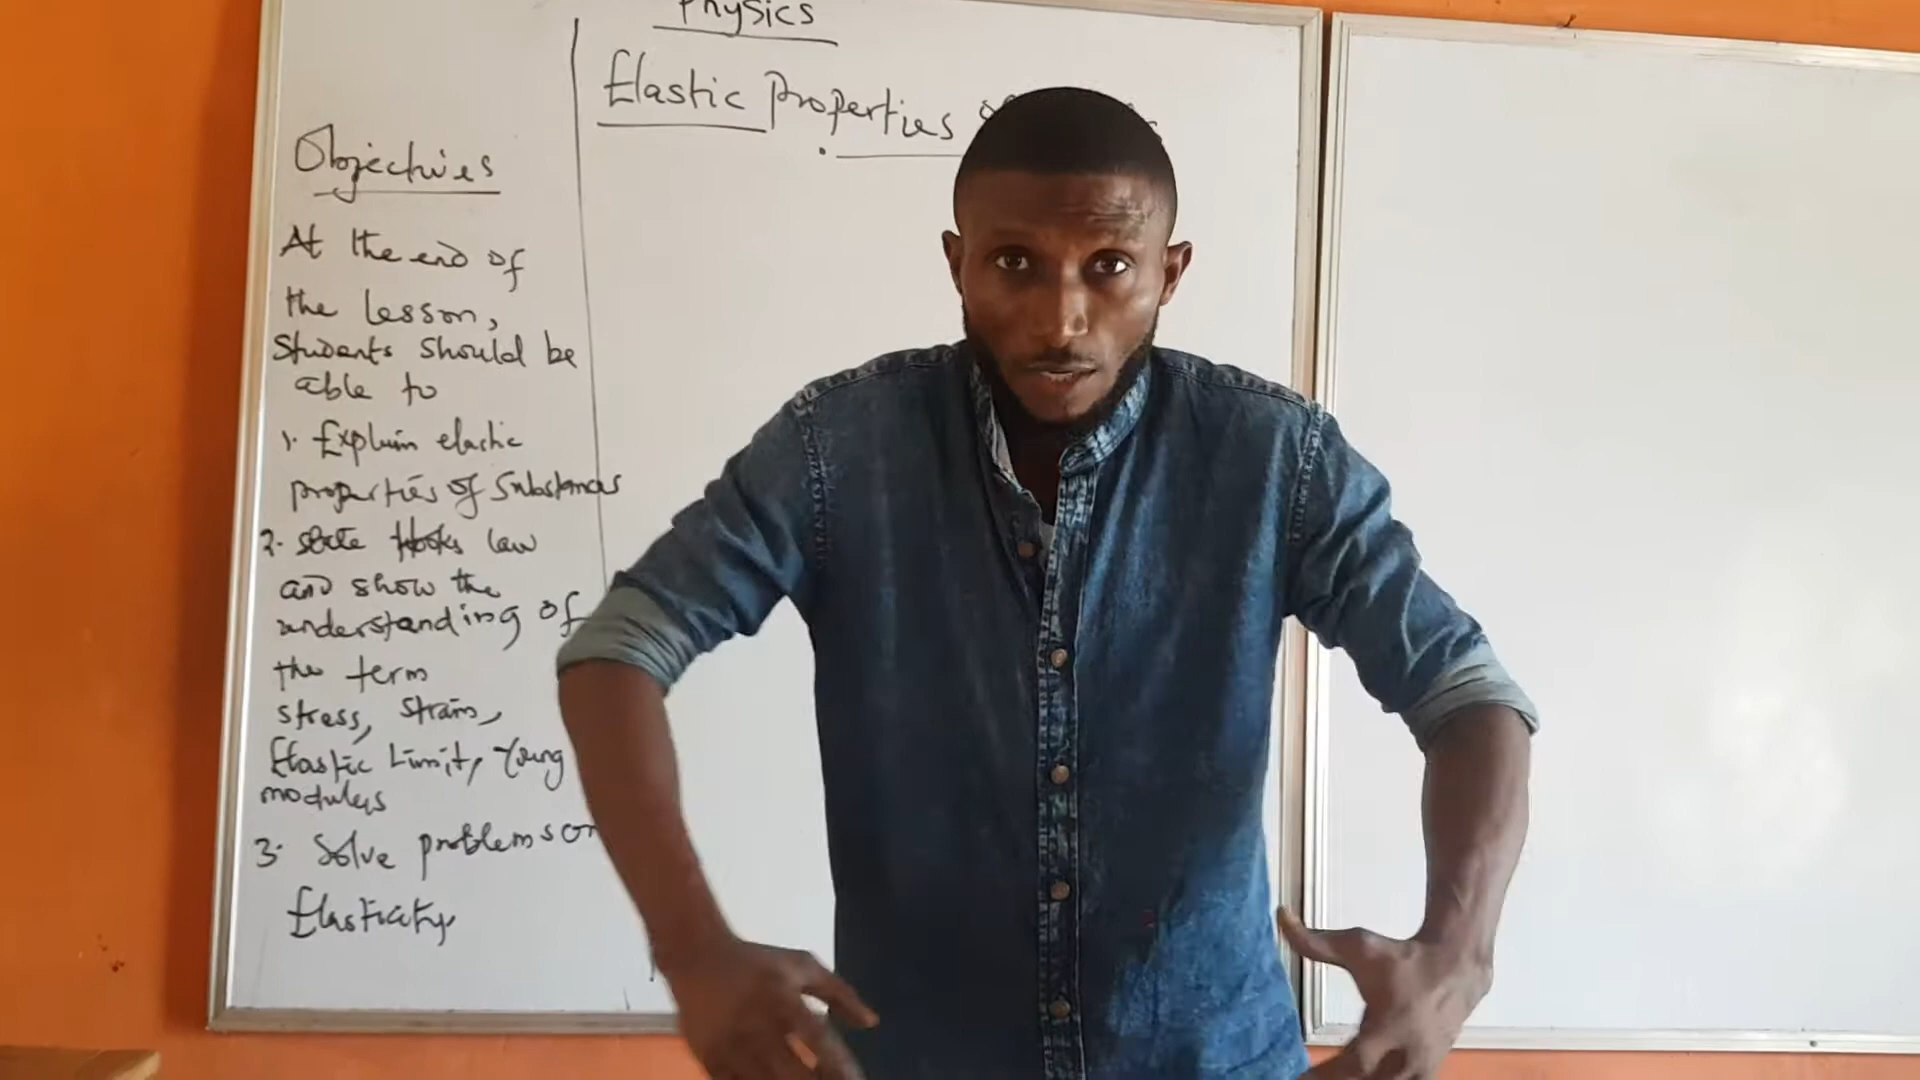 Physics
Elastic Properties
Objectives
At the end of
the lesson,
Students should be
able to
1. Explain elastic
properties of Substances
2. state Hooks law
and show the
understanding of
the term
stress, strain,
Elastic Limit, Young
modulus
3. Solve problems on
Elasticity